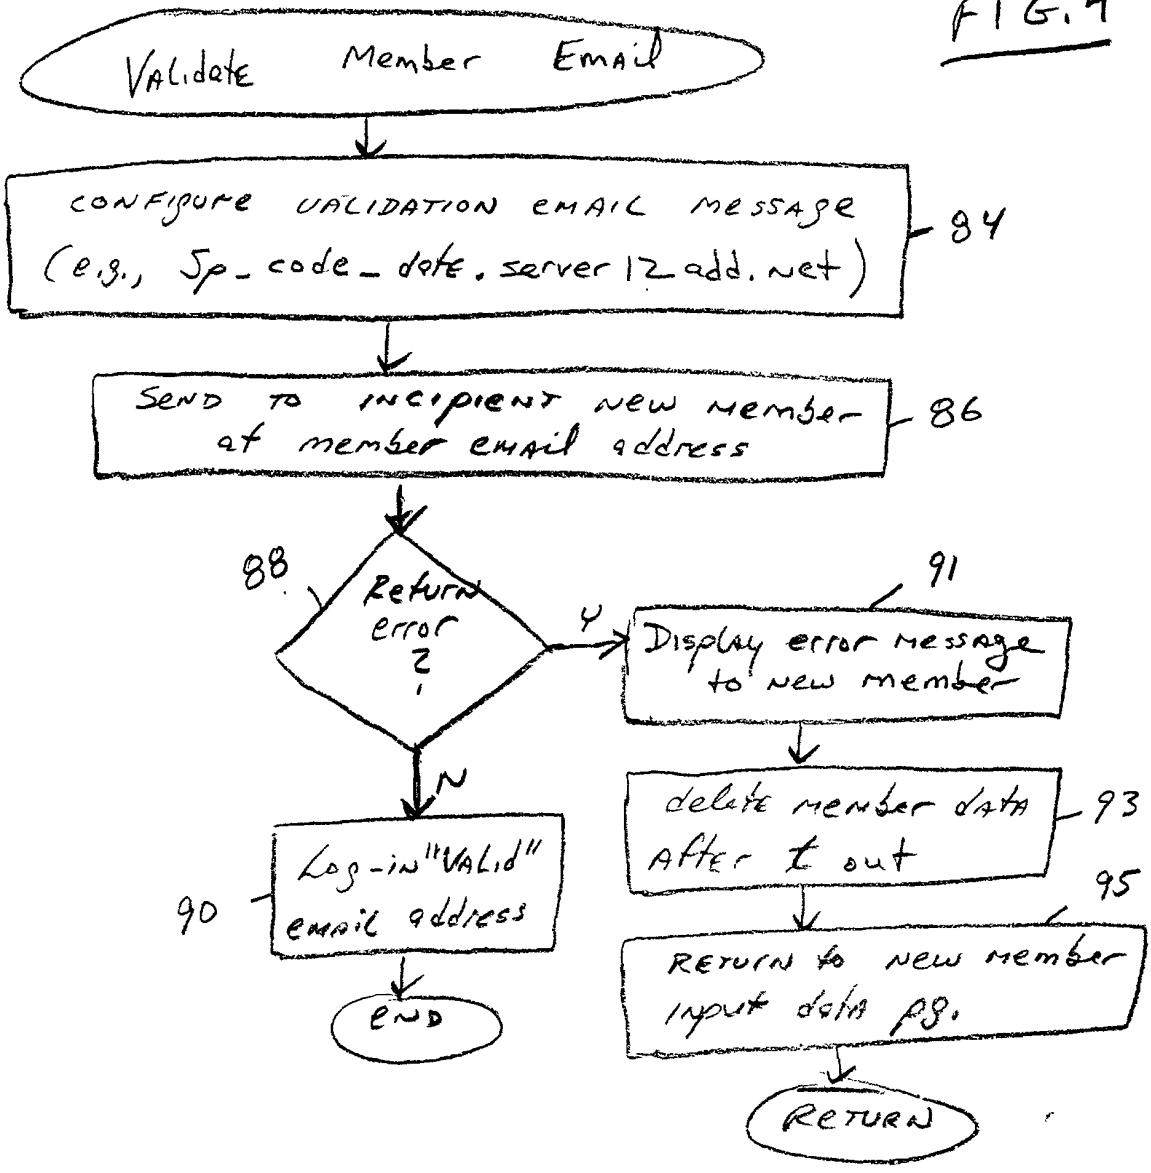 FIG. 4
Validate Member Email
CONFIGURE VALIDATION EMAIL MESSAGE
(e.g., Sp_code_date.server12add.net)
84
SEND TO INCIPIENT NEW MEMBER
at member EMAil address
86
88
Return
error
?
Y
N
91
Display error MESSAGE
to NEW MEMBER
delete MEMBER DATA
After t out
93
Log-in "VALid"
EMAIL address
90
95
RETURN to NEW MEMBER
INput datA pg.
END
RETURN